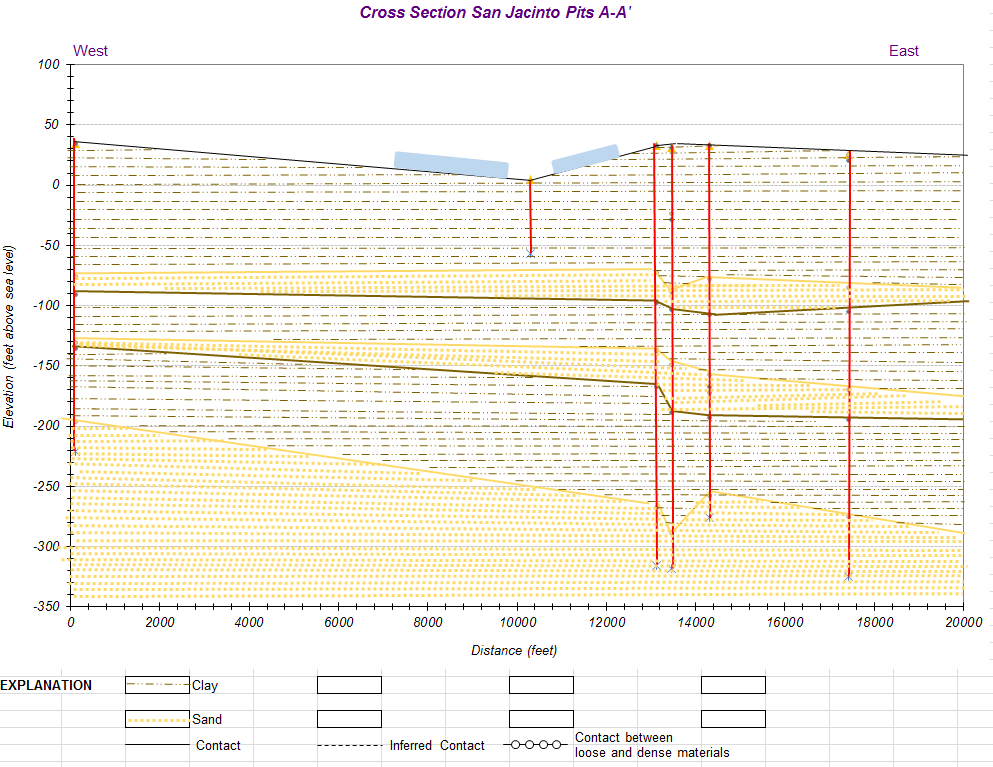 Cross Section San Jacinto Pits A-A'
West East
100
50
0
-50
-100
-150
-200
-250
-300
-350
Elevation (feet above sea level)
0 2000 4000 6000 8000 10000 12000 14000 16000 18000 20000
Distance (feet)
EXPLANATION Clay
Sand
Contact Inferred Contact Contact between
loose and dense materials